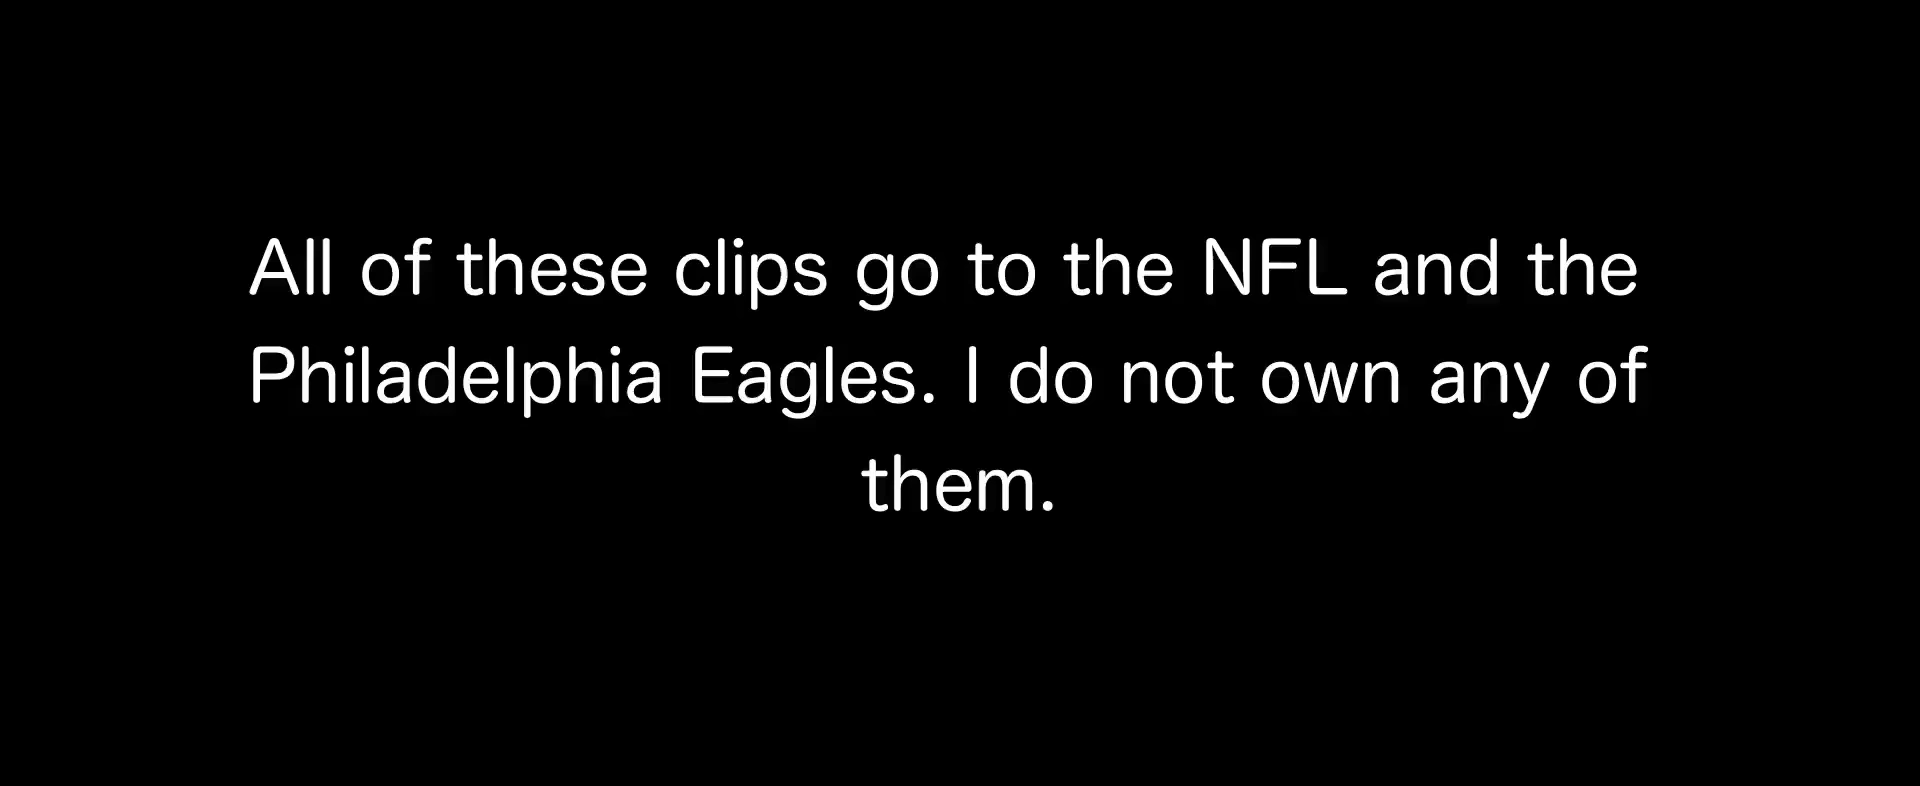 All of these clips go to the NFL and the
Philadelphia Eagles. I do not own any of
them.